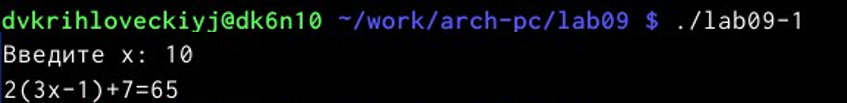 dvkrihloveckiyj@dk6n10 ~/work/arch-pc/lab09 $ ./lab09-1
Введите x: 10
2(3x-1)+7=65